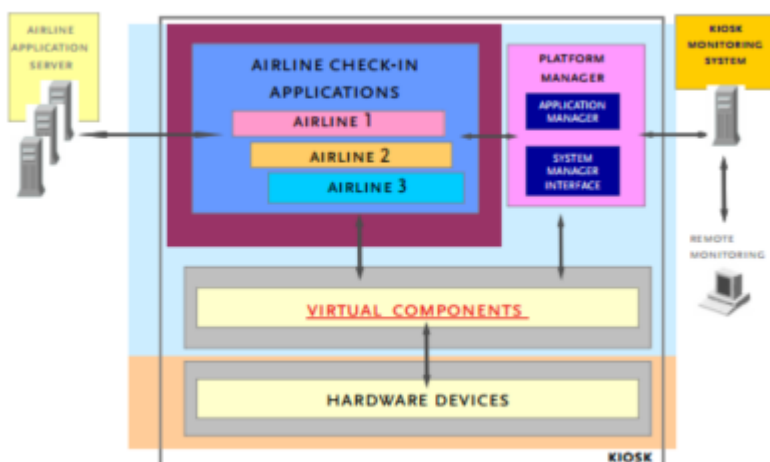 AIRLINE
APPLICATION
SERVER
AIRLINE CHECK-IN
APPLICATIONS
AIRLINE 1
AIRLINE 2
AIRLINE 3
PLATFORM
MANAGER
APPLICATION
MANAGER
SYSTEM
MANAGER
INTERFACE
KIOSK
MONITORING
SYSTEM
REMOTE
MONITORING
VIRTUAL COMPONENTS
HARDWARE DEVICES
KIOSK